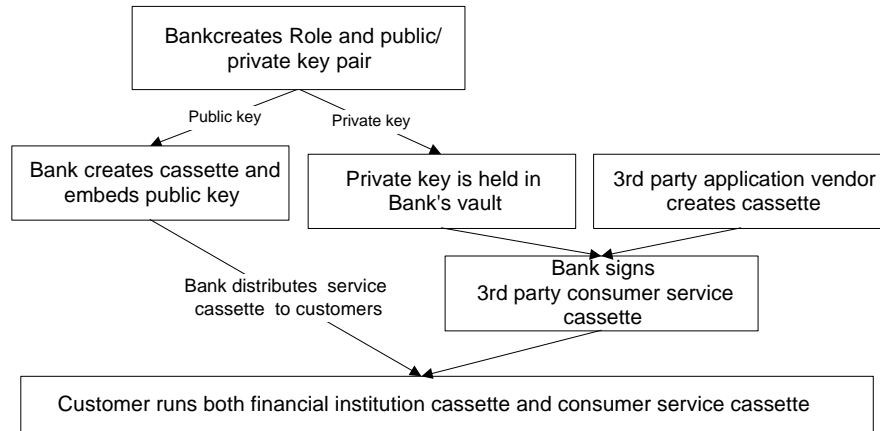 Bankcreates Role and public/
private key pair
Public key
Private key
Bank creates cassette and
embeds public key
Private key is held in
Bank's vault
3rd party application vendor
creates cassette
Bank distributes service
cassette to customers
Bank signs
3rd party consumer service
cassette
Customer runs both financial institution cassette and consumer service cassette